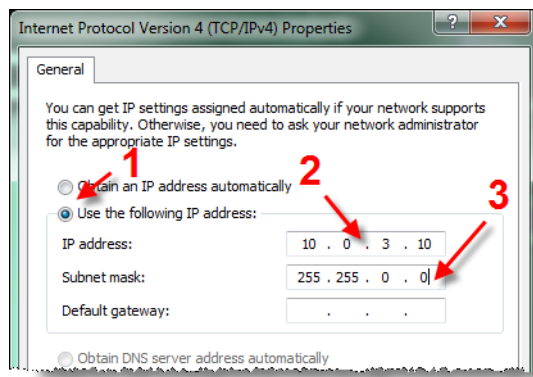 Internet Protocol Version 4 (TCP/IPv4) Properties
General
You can get IP settings assigned automatically if your network supports
this capability. Otherwise, you need to ask your network administrator
for the appropriate IP settings.
1
2
3
Obtain an IP address automatically
Use the following IP address:
IP address: 10 . 0 . 3 . 10
Subnet mask: 255 . 255 . 0 . 0
Default gateway: . . .
Obtain DNS server address automatically